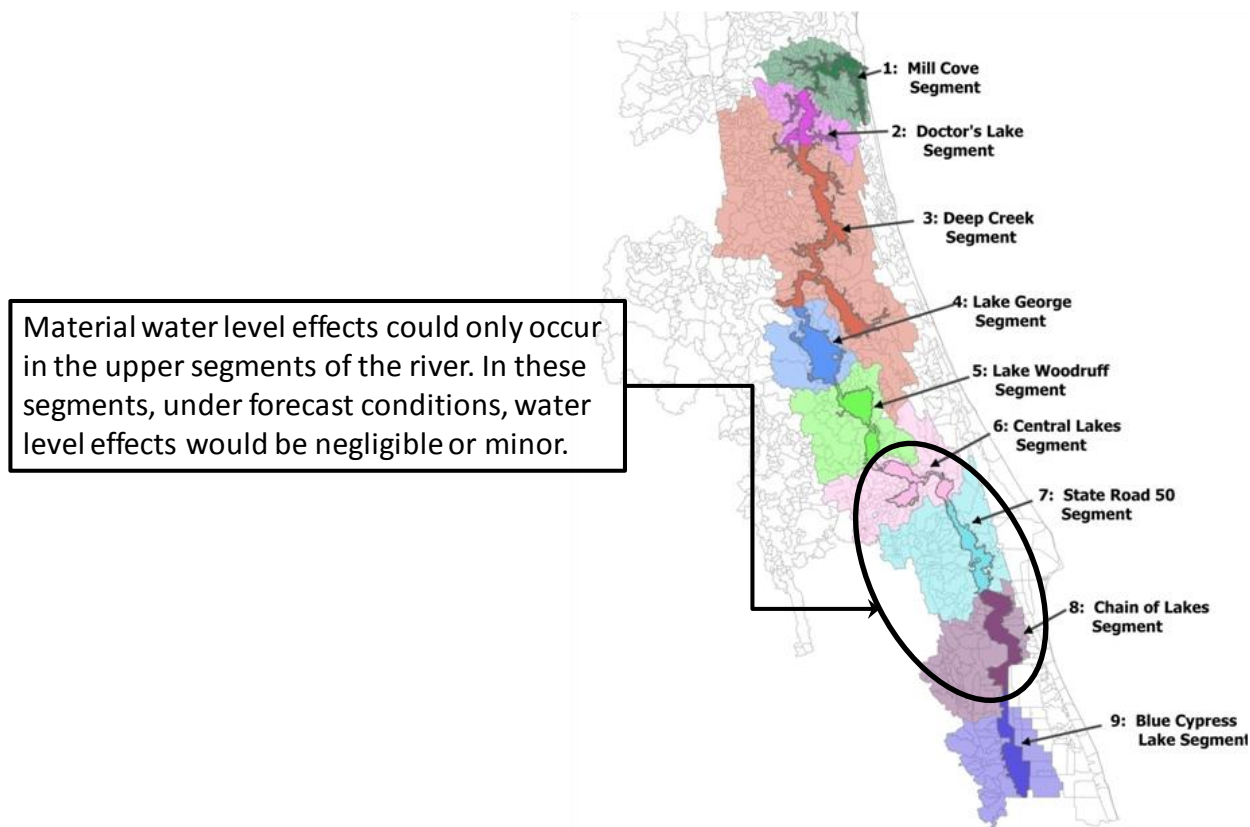 1: Mill Cove
Segment
2: Doctor's Lake
Segment
3: Deep Creek
Segment
4: Lake George
Segment
Material water level effects could only occur
in the upper segments of the river. In these
segments, under forecast conditions, water
level effects would be negligible or minor.
5: Lake Woodruff
Segment
6: Central Lakes
Segment
7: State Road 50
Segment
8: Chain of Lakes
Segment
9: Blue Cypress
Lake Segment